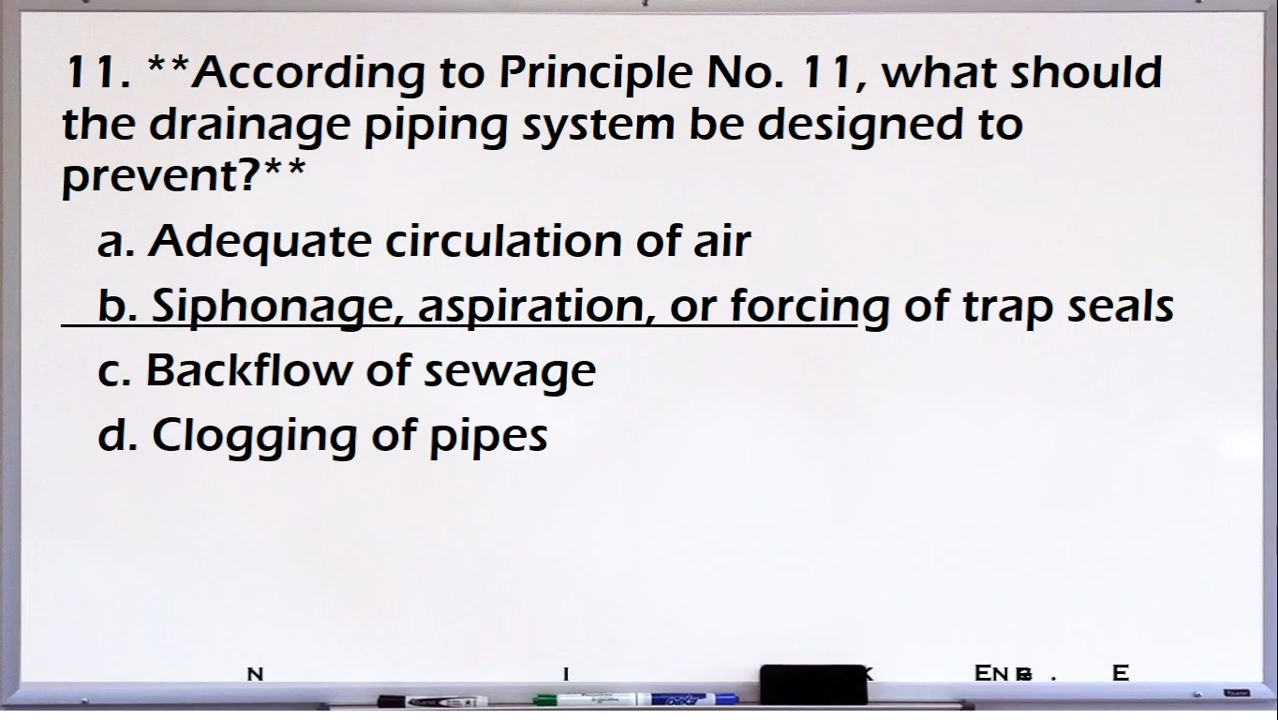 11. **According to Principle No. 11, what should
the drainage piping system be designed to
prevent?**
a. Adequate circulation of air
b. Siphonage, aspiration, or forcing of trap seals
c. Backflow of sewage
d. Clogging of pipes